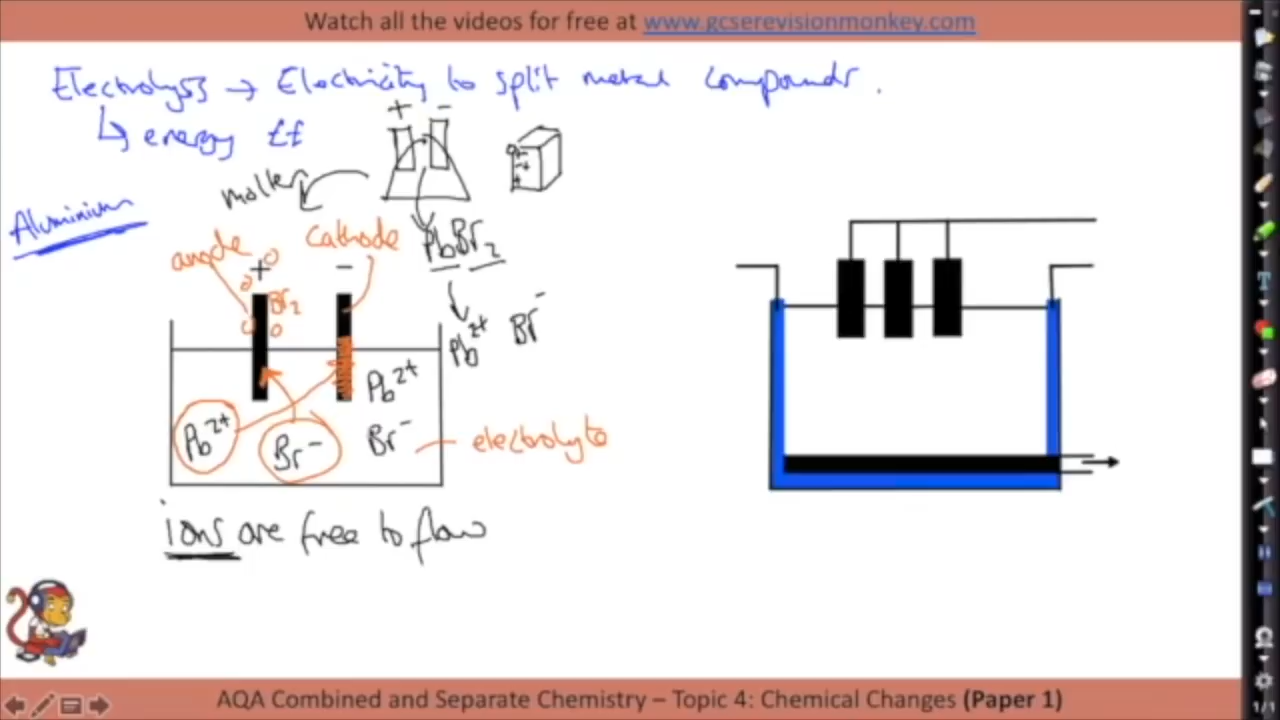 Watch all the videos for free at www.gcserevisionmonkey.com
Electrolysis → Electricity to split metal compounds.
↳ energy ££
+ -
molten
Aluminium
anode
cathode
PbBr2
+ -
Br2
Pb2+ Br-
Pb2+
Pb2+ Br- Br-
electrolyte
ions are free to flow
AQA Combined and Separate Chemistry – Topic 4: Chemical Changes (Paper 1)
1/1